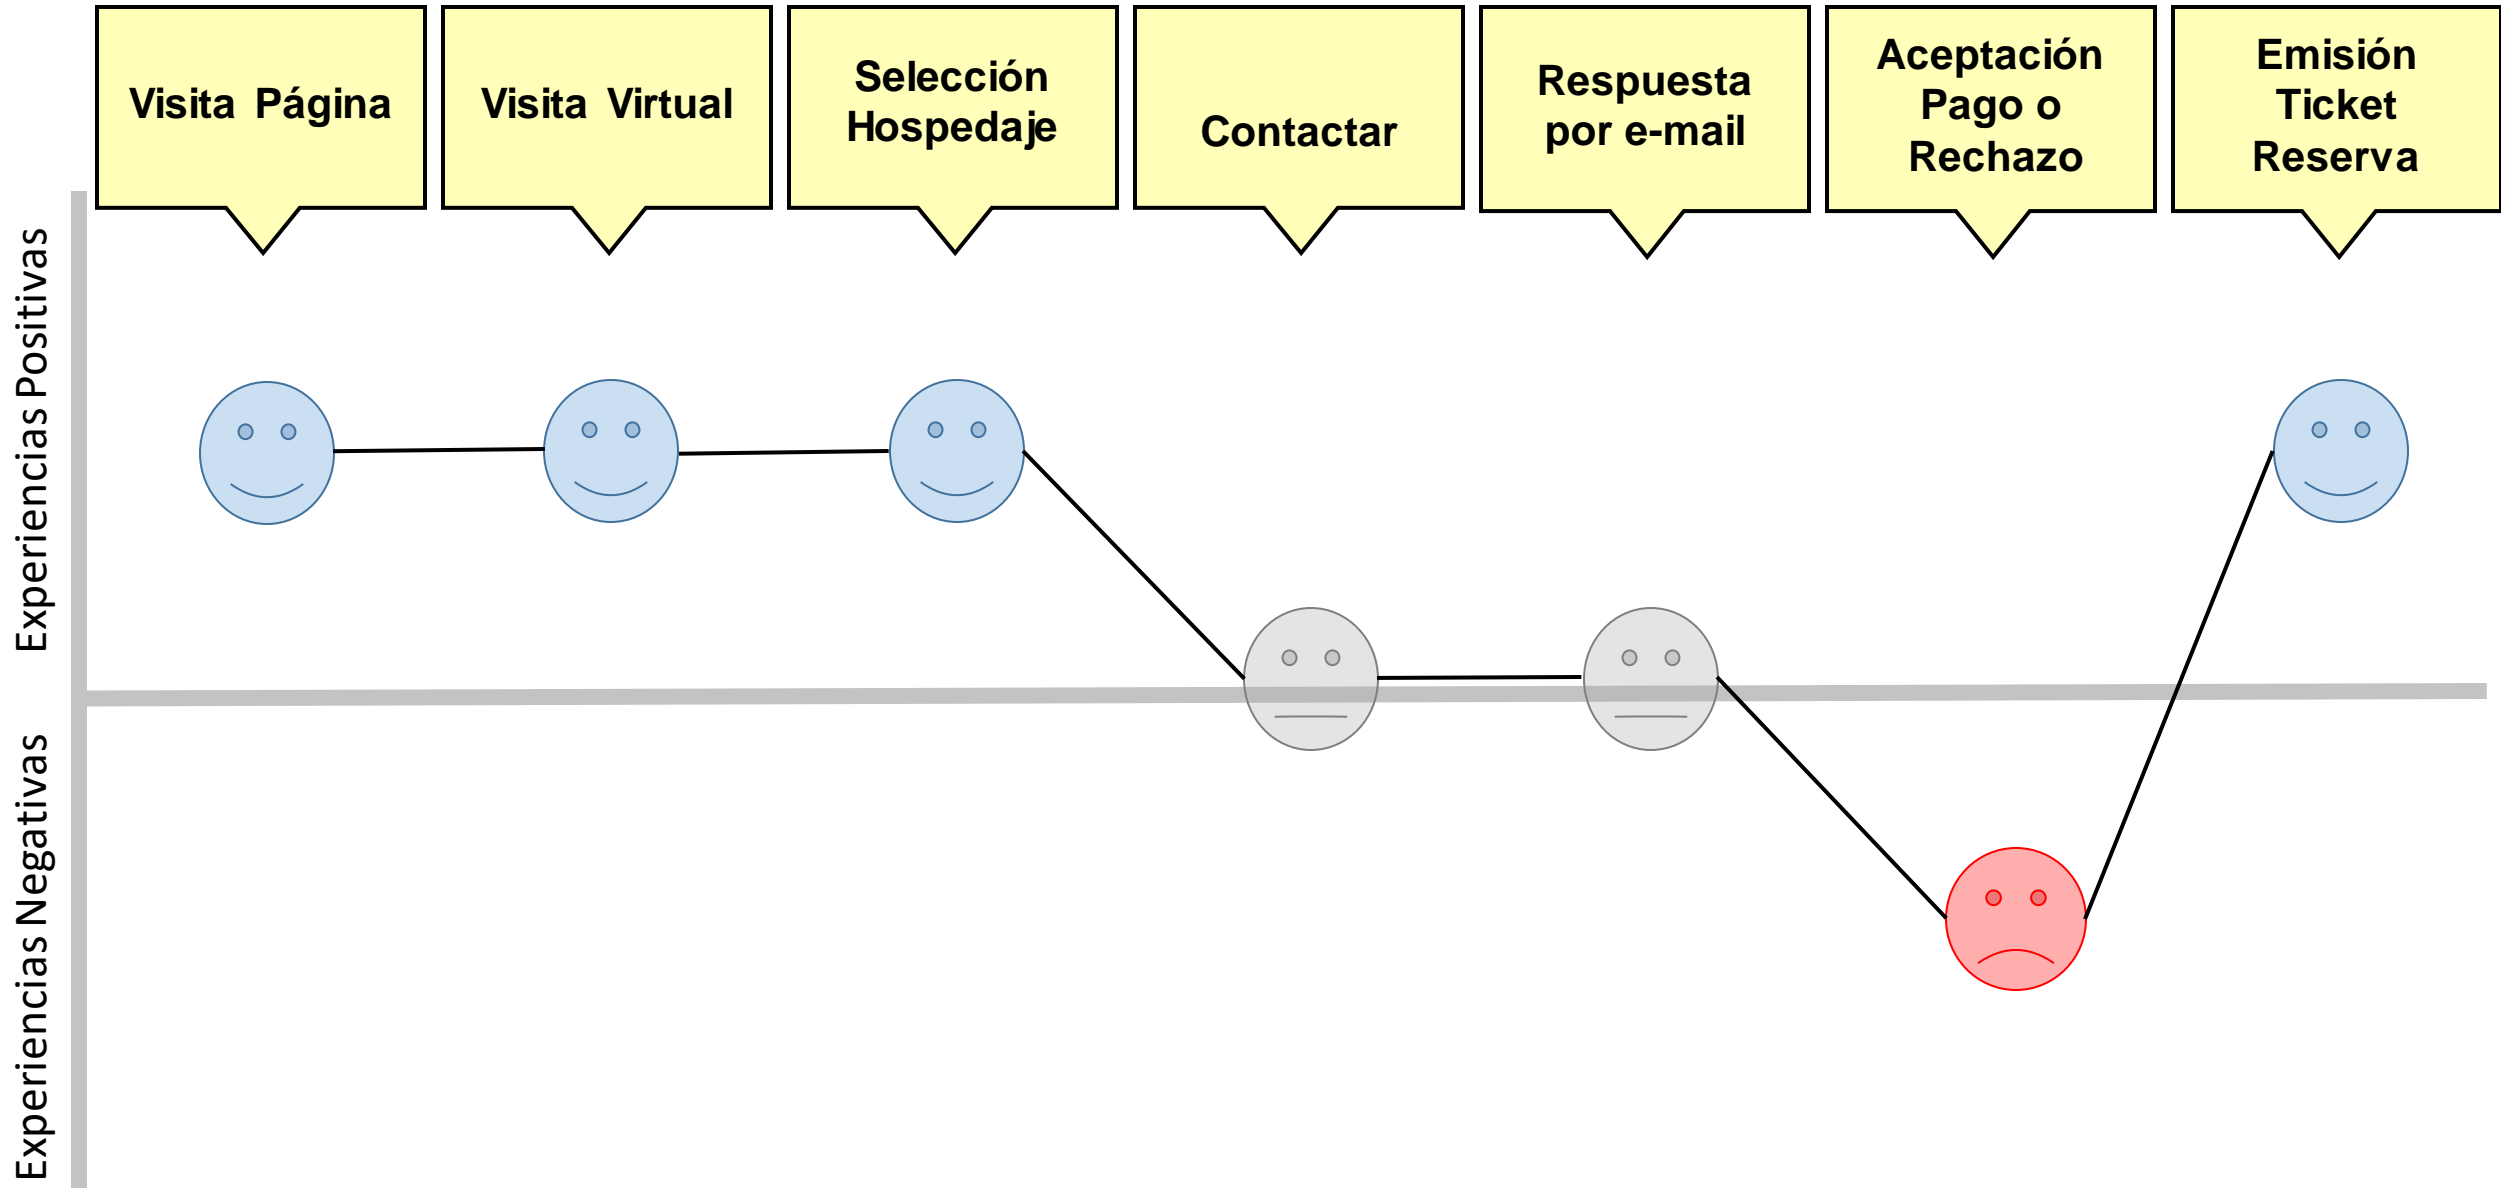 Visita Página
Visita Virtual
Selección
Hospedaje
Contactar
Respuesta
por e-mail
Aceptación
Pago o
Rechazo
Emisión
Ticket
Reserva
Experiencias Positivas
Experiencias Negativas